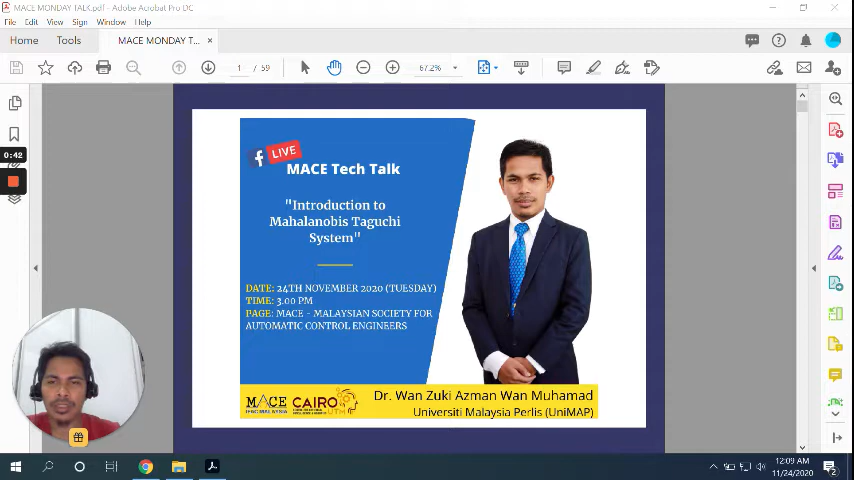 MACE MONDAY TALK.pdf - Adobe Acrobat Pro DC
File Edit View Sign Window Help
Home Tools MACE MONDAY T... ×
1 / 59 67.2%
0:42
LIVE
MACE Tech Talk
"Introduction to
Mahalanobis Taguchi
System"
DATE: 24TH NOVEMBER 2020 (TUESDAY)
TIME: 3.00 PM
PAGE: MACE - MALAYSIAN SOCIETY FOR
AUTOMATIC CONTROL ENGINEERS
MACE CAIRO
UTM
Dr. Wan Zuki Azman Wan Muhamad
Universiti Malaysia Perlis (UniMAP)
12:09 AM
11/24/2020
2